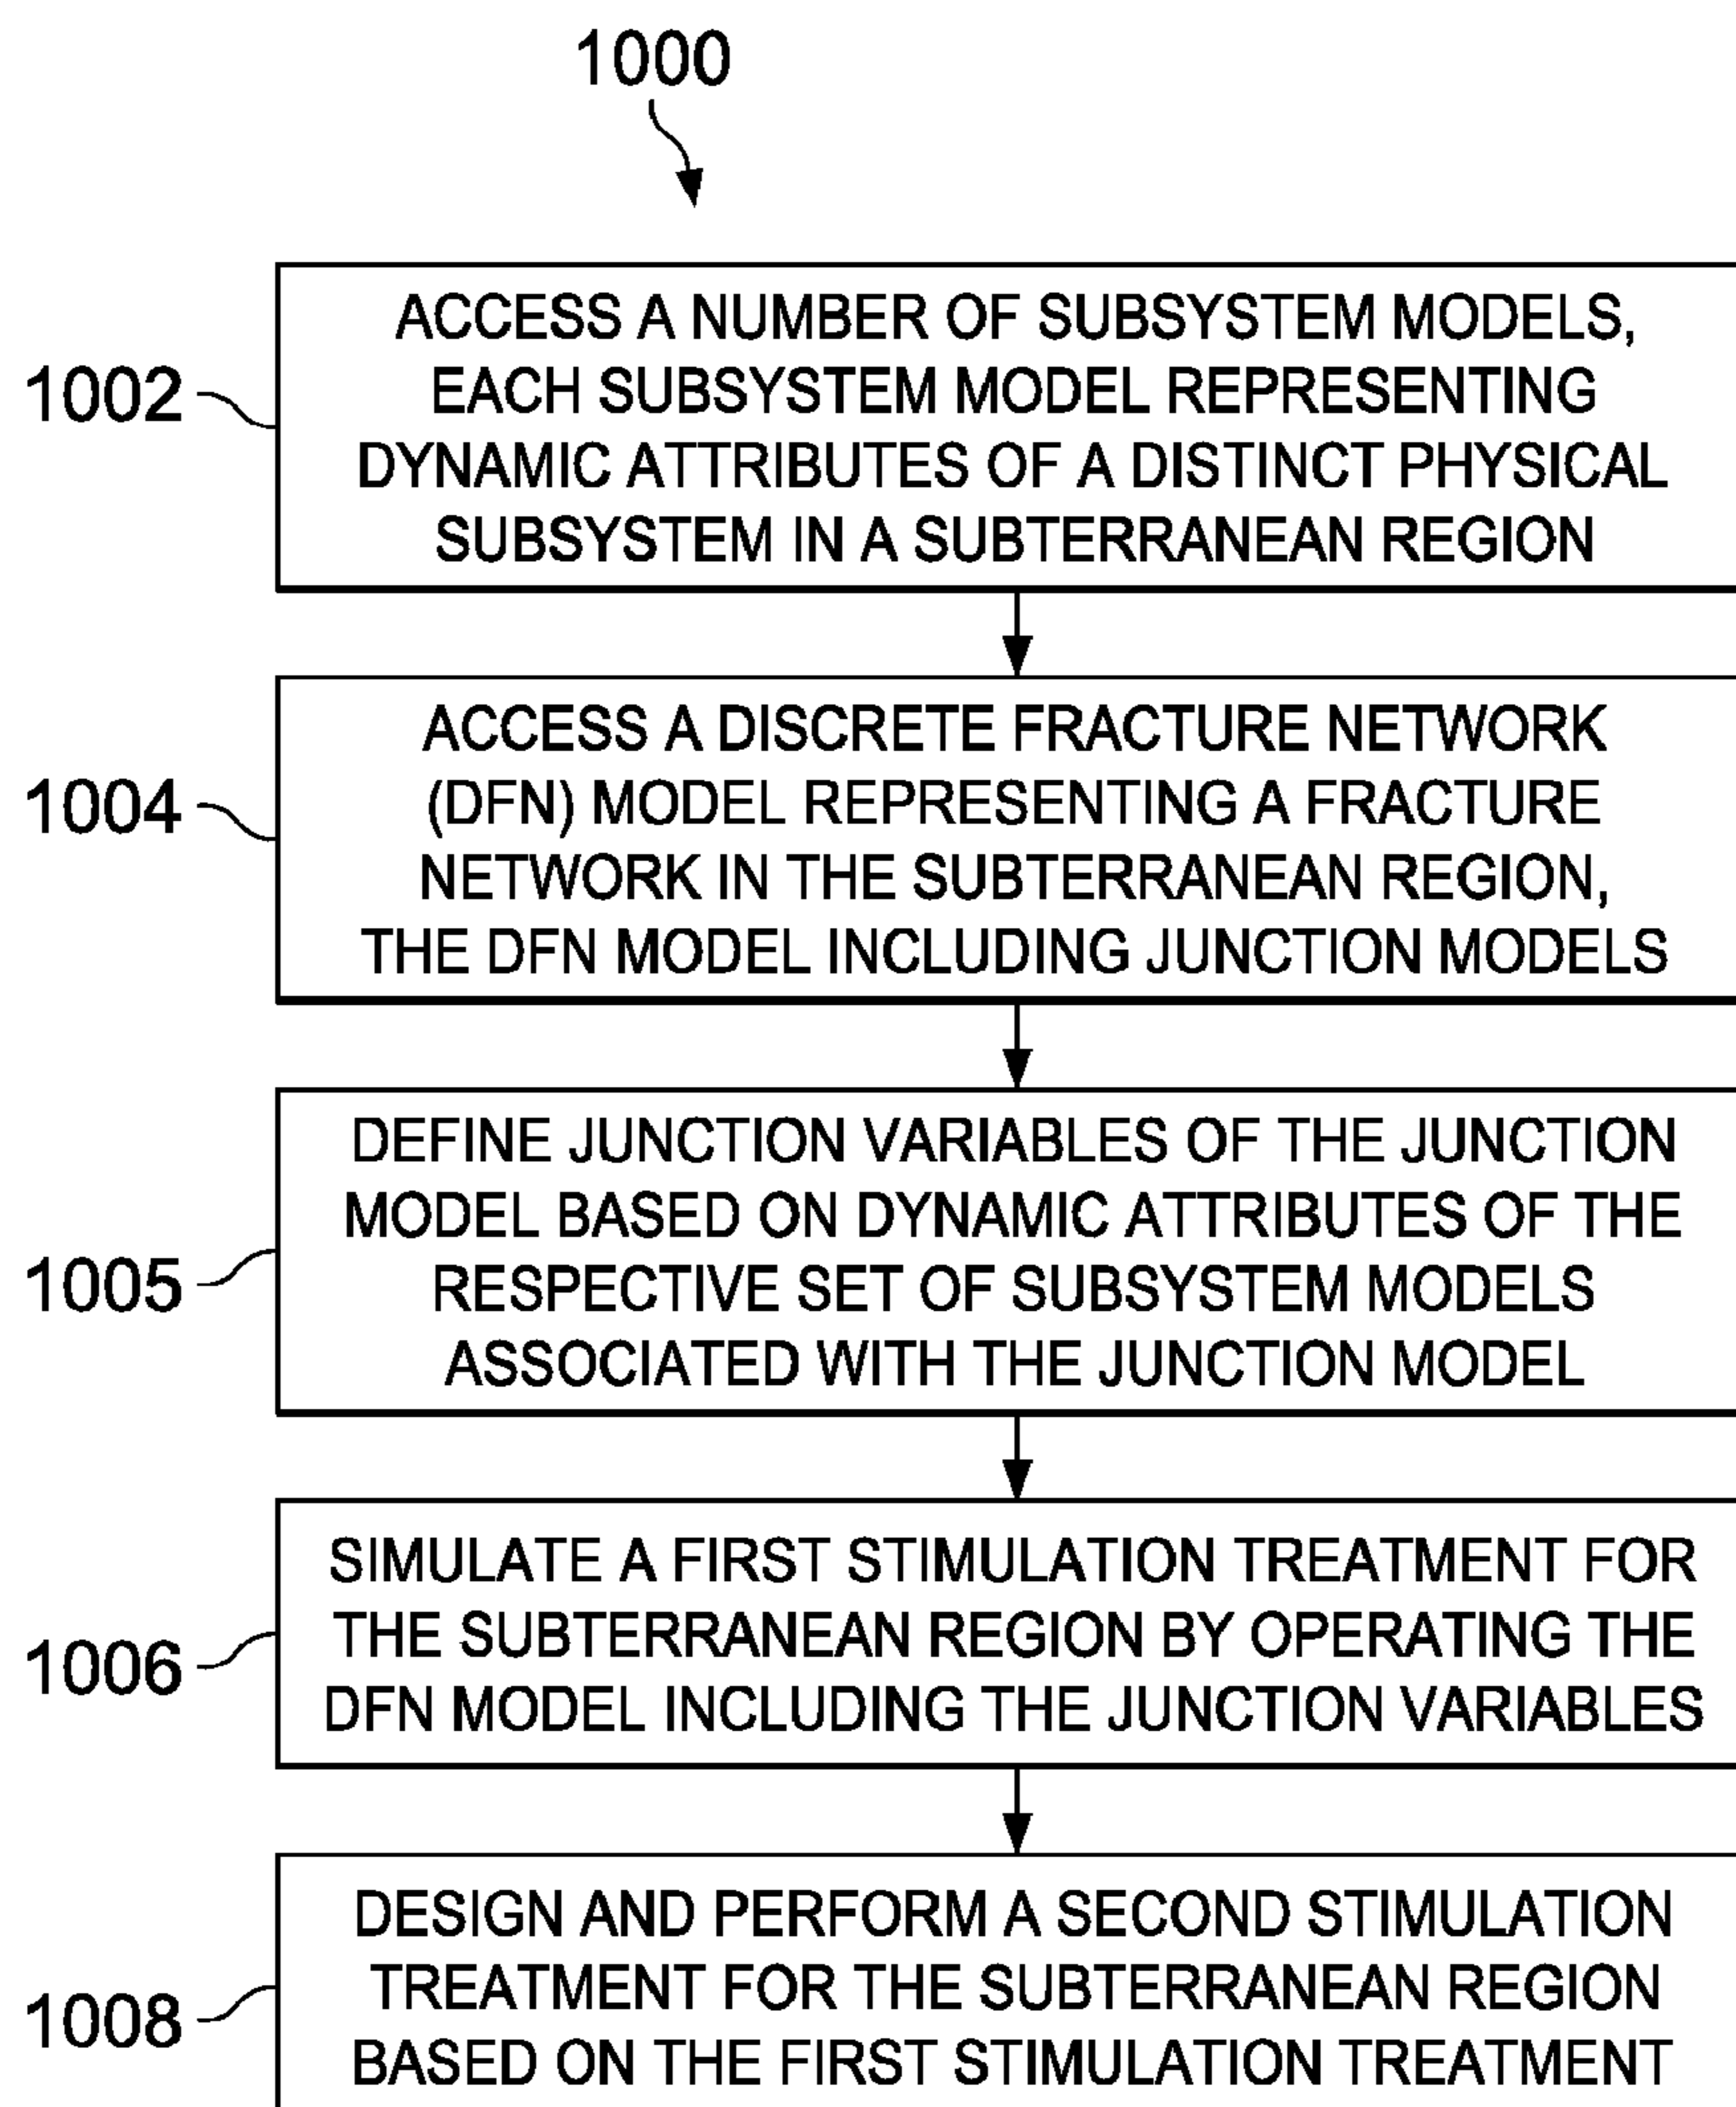 1000
1002
ACCESS A NUMBER OF SUBSYSTEM MODELS,
EACH SUBSYSTEM MODEL REPRESENTING
DYNAMIC ATTRIBUTES OF A DISTINCT PHYSICAL
SUBSYSTEM IN A SUBTERRANEAN REGION
1004
ACCESS A DISCRETE FRACTURE NETWORK
(DFN) MODEL REPRESENTING A FRACTURE
NETWORK IN THE SUBTERRANEAN REGION,
THE DFN MODEL INCLUDING JUNCTION MODELS
1005
DEFINE JUNCTION VARIABLES OF THE JUNCTION
MODEL BASED ON DYNAMIC ATTRIBUTES OF THE
RESPECTIVE SET OF SUBSYSTEM MODELS
ASSOCIATED WITH THE JUNCTION MODEL
1006
SIMULATE A FIRST STIMULATION TREATMENT FOR
THE SUBTERRANEAN REGION BY OPERATING THE
DFN MODEL INCLUDING THE JUNCTION VARIABLES
1008
DESIGN AND PERFORM A SECOND STIMULATION
TREATMENT FOR THE SUBTERRANEAN REGION
BASED ON THE FIRST STIMULATION TREATMENT